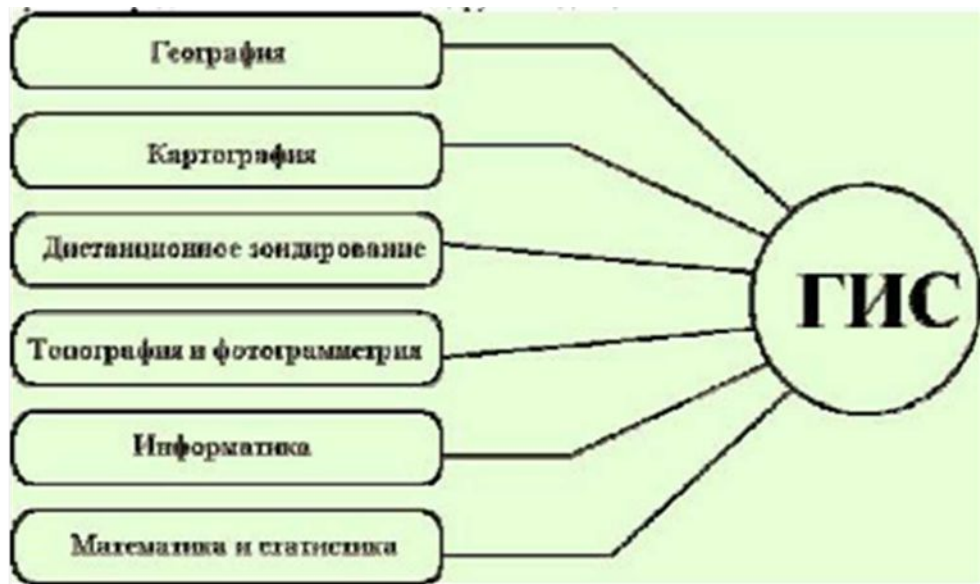 География
Картография
Дистанционное зондирование
Топография и фотограмметрия
Информатика
Математика и статистика
ГИС